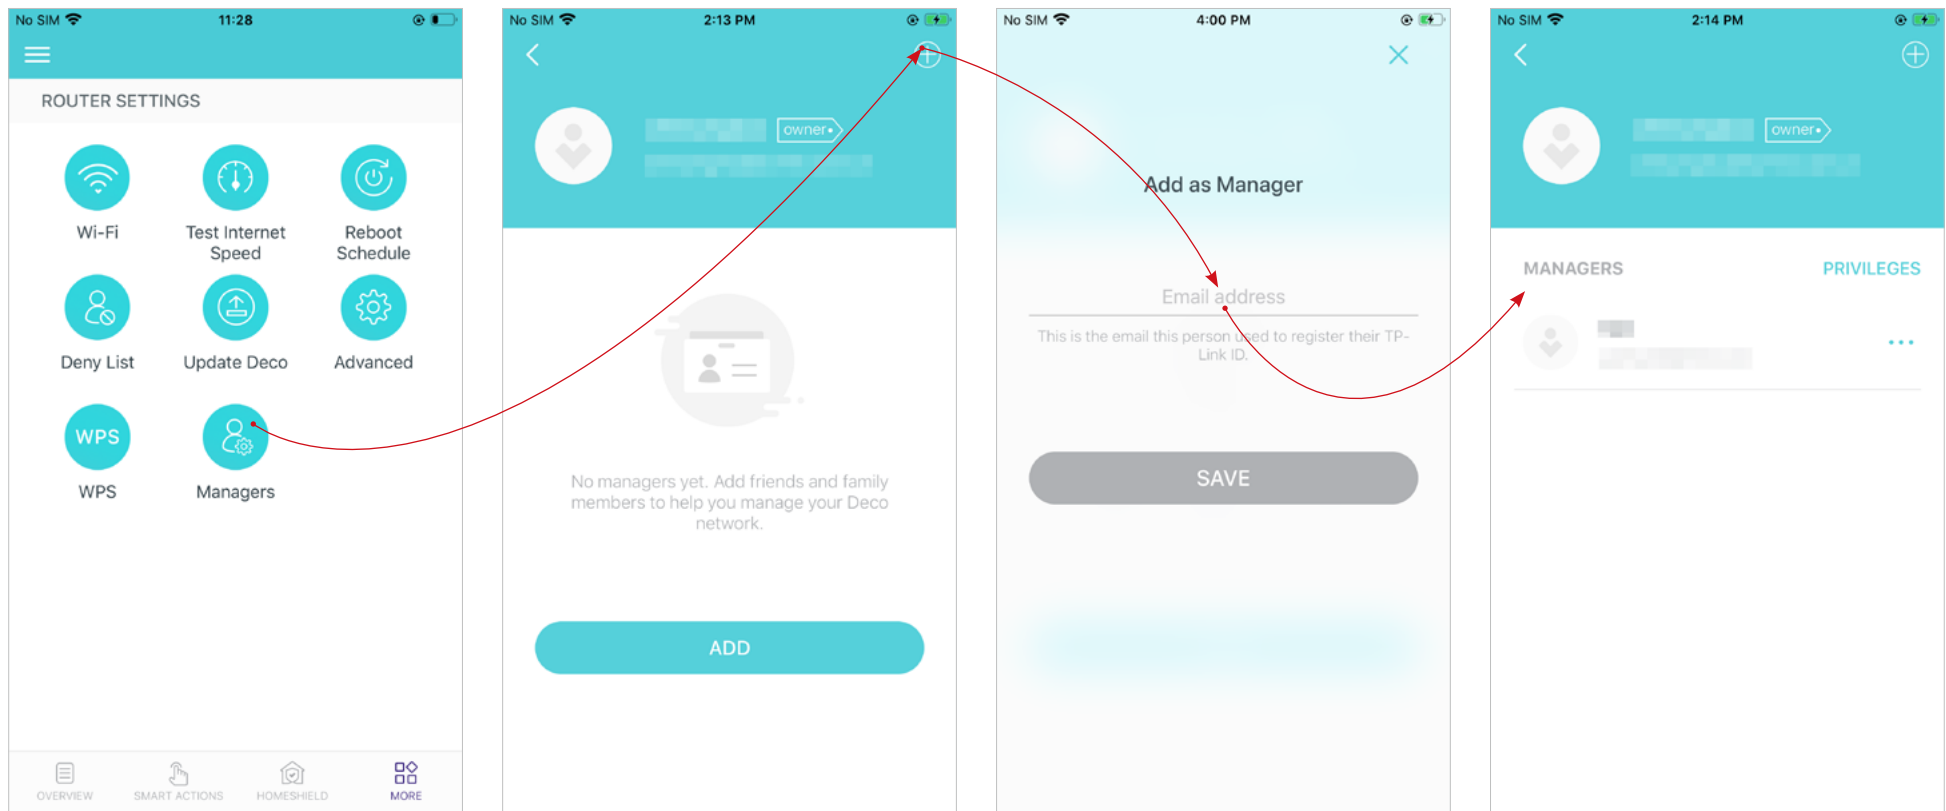 No SIM 11:28
ROUTER SETTINGS
Wi-Fi
Test Internet
Speed
Reboot
Schedule
Deny List
Update Deco
Advanced
WPS
WPS
Managers
OVERVIEW
SMART ACTIONS
HOMESHIELD
MORE
No SIM 2:13 PM
owner
No managers yet. Add friends and family
members to help you manage your Deco
network.
ADD
No SIM 4:00 PM
Add as Manager
Email address
This is the email this person used to register their TP-
Link ID.
SAVE
No SIM 2:14 PM
owner
MANAGERS PRIVILEGES